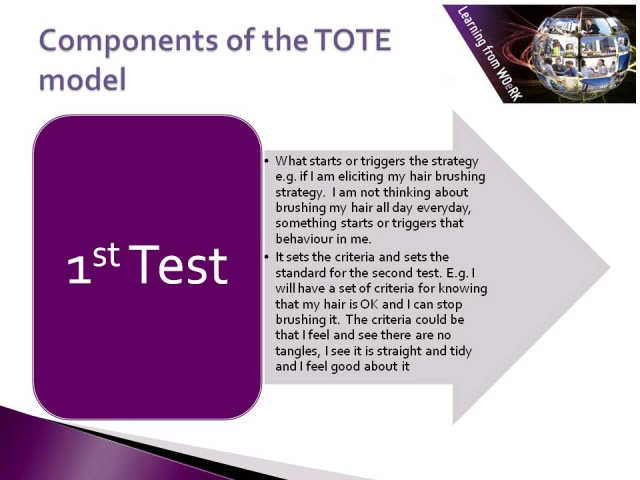 Components of the TOTE
model
Learning from WOeRK
1st Test
• What starts or triggers the strategy
e.g. if I am eliciting my hair brushing
strategy. I am not thinking about
brushing my hair all day everyday,
something starts or triggers that
behaviour in me.
• It sets the criteria and sets the
standard for the second test. E.g. I
will have a set of criteria for knowing
that my hair is OK and I can stop
brushing it. The criteria could be
that I feel and see there are no
tangles, I see it is straight and tidy
and I feel good about it